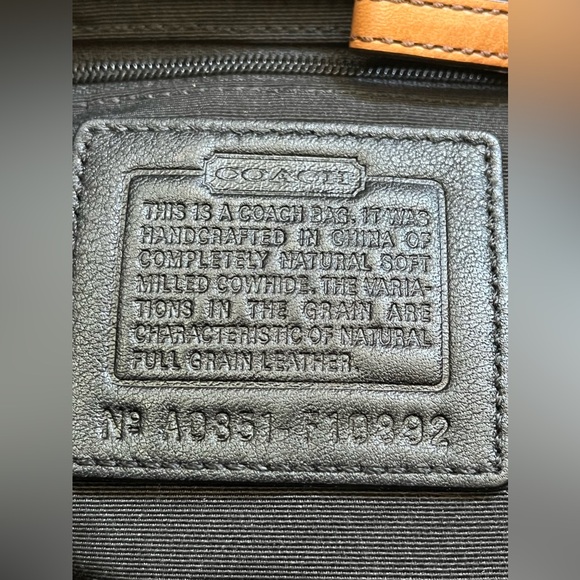 COACH
THIS IS A COACH BAG. IT WAS
HANDCRAFTED IN CHINA OF
COMPLETELY NATURAL SOFT
MILLED COWHIDE. THE VARIA-
TIONS IN THE GRAIN ARE
CHARACTERISTIC OF NATURAL
FULL GRAIN LEATHER.
Nº A0351-F10392